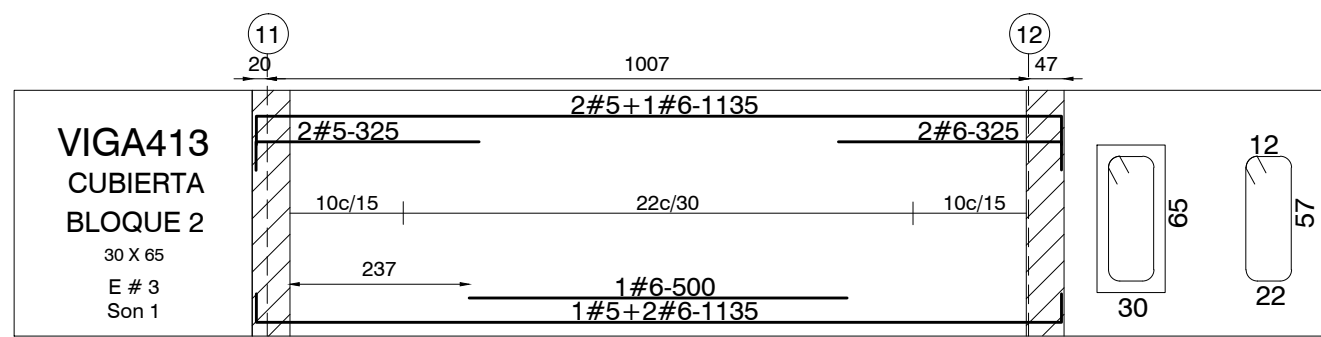 11
12
20
1007
47
VIGA413
CUBIERTA
BLOQUE 2
30 X 65
E # 3
Son 1
2#5+1#6-1135
2#5-325
2#6-325
10c/15
22c/30
10c/15
237
1#6-500
1#5+2#6-1135
65
30
12
57
22